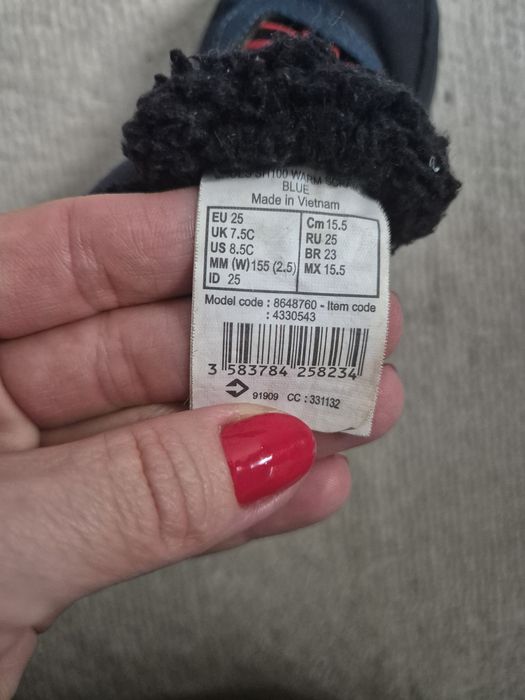 SH100 WARM
BLUE
Made in Vietnam
EU 25
UK 7.5C
US 8.5C
MM (W)155 (2.5)
ID 25
Cm 15.5
RU 25
BR 23
MX 15.5
Model code : 8648760 - Item code
: 4330543
3 583784 258234
91909 CC : 331132